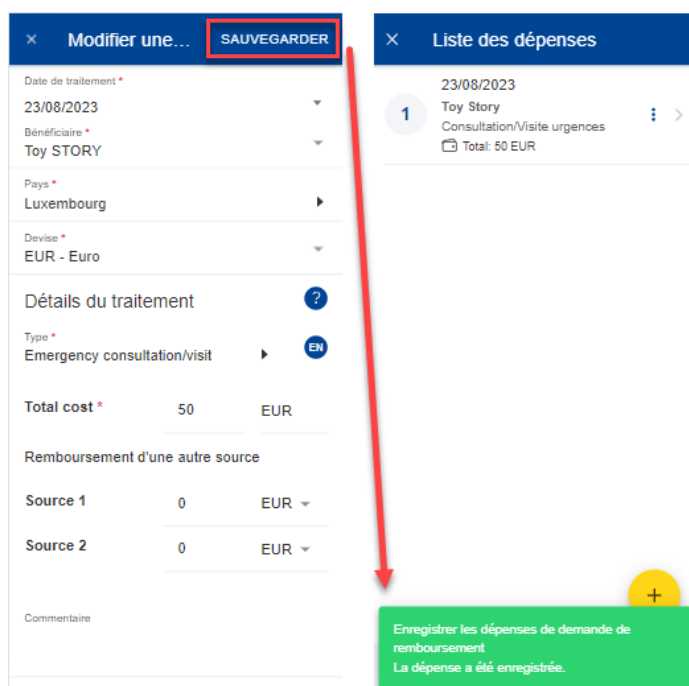 × Modifier une... SAUVEGARDER
Date de traitement *
23/08/2023
Bénéficiaire *
Toy STORY
Pays *
Luxembourg
Devise *
EUR - Euro
Détails du traitement ?
Type *
Emergency consultation/visit EN
Total cost * 50 EUR
Remboursement d'une autre source
Source 1 0 EUR
Source 2 0 EUR
Commentaire
× Liste des dépenses
23/08/2023
1 Toy Story
Consultation/Visite urgences
Total: 50 EUR
+
Enregistrer les dépenses de demande de
remboursement
La dépense a été enregistrée.